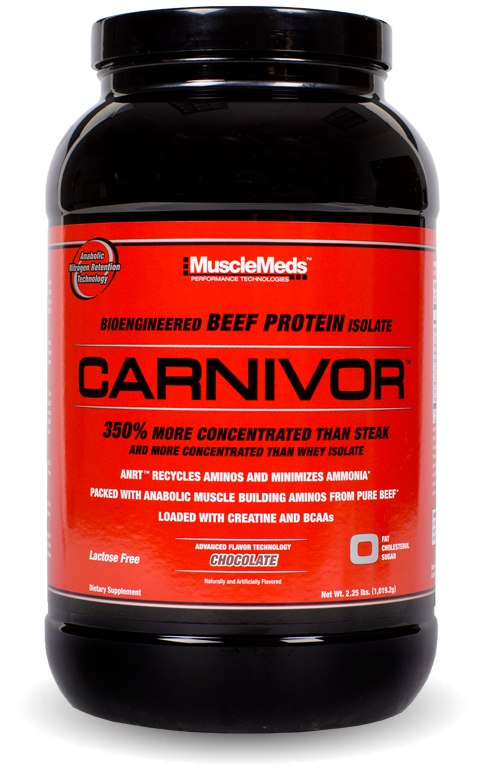 Anabolic
Nitrogen Retention
Technology
MuscleMeds™
PERFORMANCE TECHNOLOGIES
BIOENGINEERED BEEF PROTEIN ISOLATE
CARNIVOR™
350% MORE CONCENTRATED THAN STEAK
AND MORE CONCENTRATED THAN WHEY ISOLATE
ANRT™ RECYCLES AMINOS AND MINIMIZES AMMONIA*
PACKED WITH ANABOLIC MUSCLE BUILDING AMINOS FROM PURE BEEF*
LOADED WITH CREATINE AND BCAAs
Lactose Free
ADVANCED FLAVOR TECHNOLOGY
CHOCOLATE
Naturally and Artificially Flavored
0 FAT
CHOLESTEROL
SUGAR
Dietary Supplement
Net Wt. 2.25 lbs. (1,019.2g)